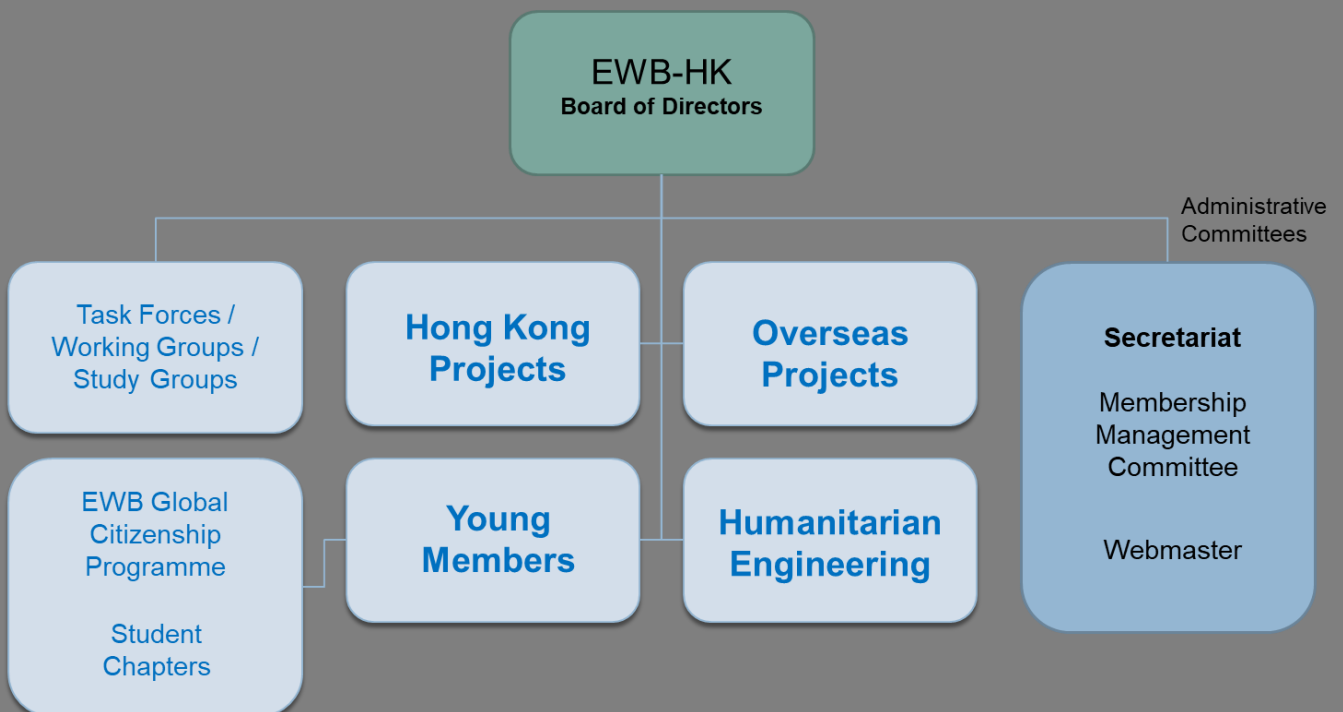 EWB-HK
Board of Directors
Administrative
Committees
Task Forces /
Working Groups /
Study Groups
Hong Kong
Projects
Overseas
Projects
Secretariat
Membership
Management
Committee
Webmaster
EWB Global
Citizenship
Programme
Student
Chapters
Young
Members
Humanitarian
Engineering